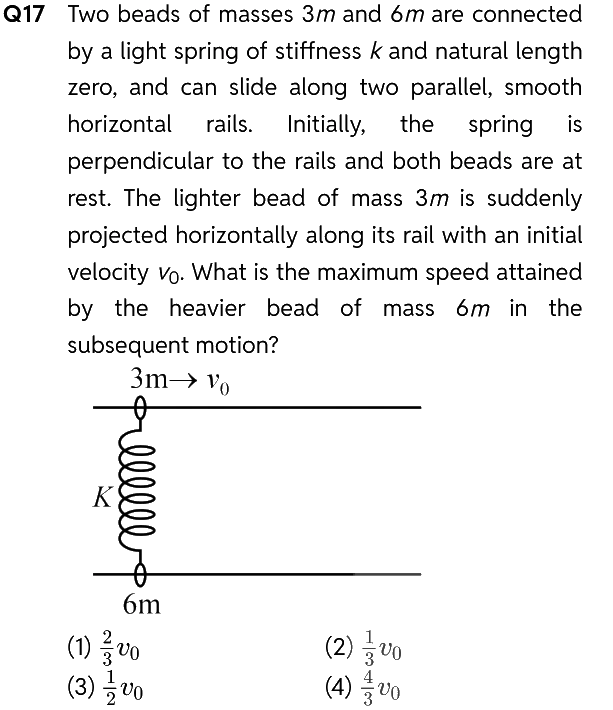 Q17 Two beads of masses 3m and 6m are connected
by a light spring of stiffness k and natural length
zero, and can slide along two parallel, smooth
horizontal rails. Initially, the spring is
perpendicular to the rails and both beads are at
rest. The lighter bead of mass 3m is suddenly
projected horizontally along its rail with an initial
velocity v₀. What is the maximum speed attained
by the heavier bead of mass 6m in the
subsequent motion?
3m→ v₀
K
6m
(1) 2/3 v₀ (2) 1/3 v₀
(3) 1/2 v₀ (4) 4/3 v₀